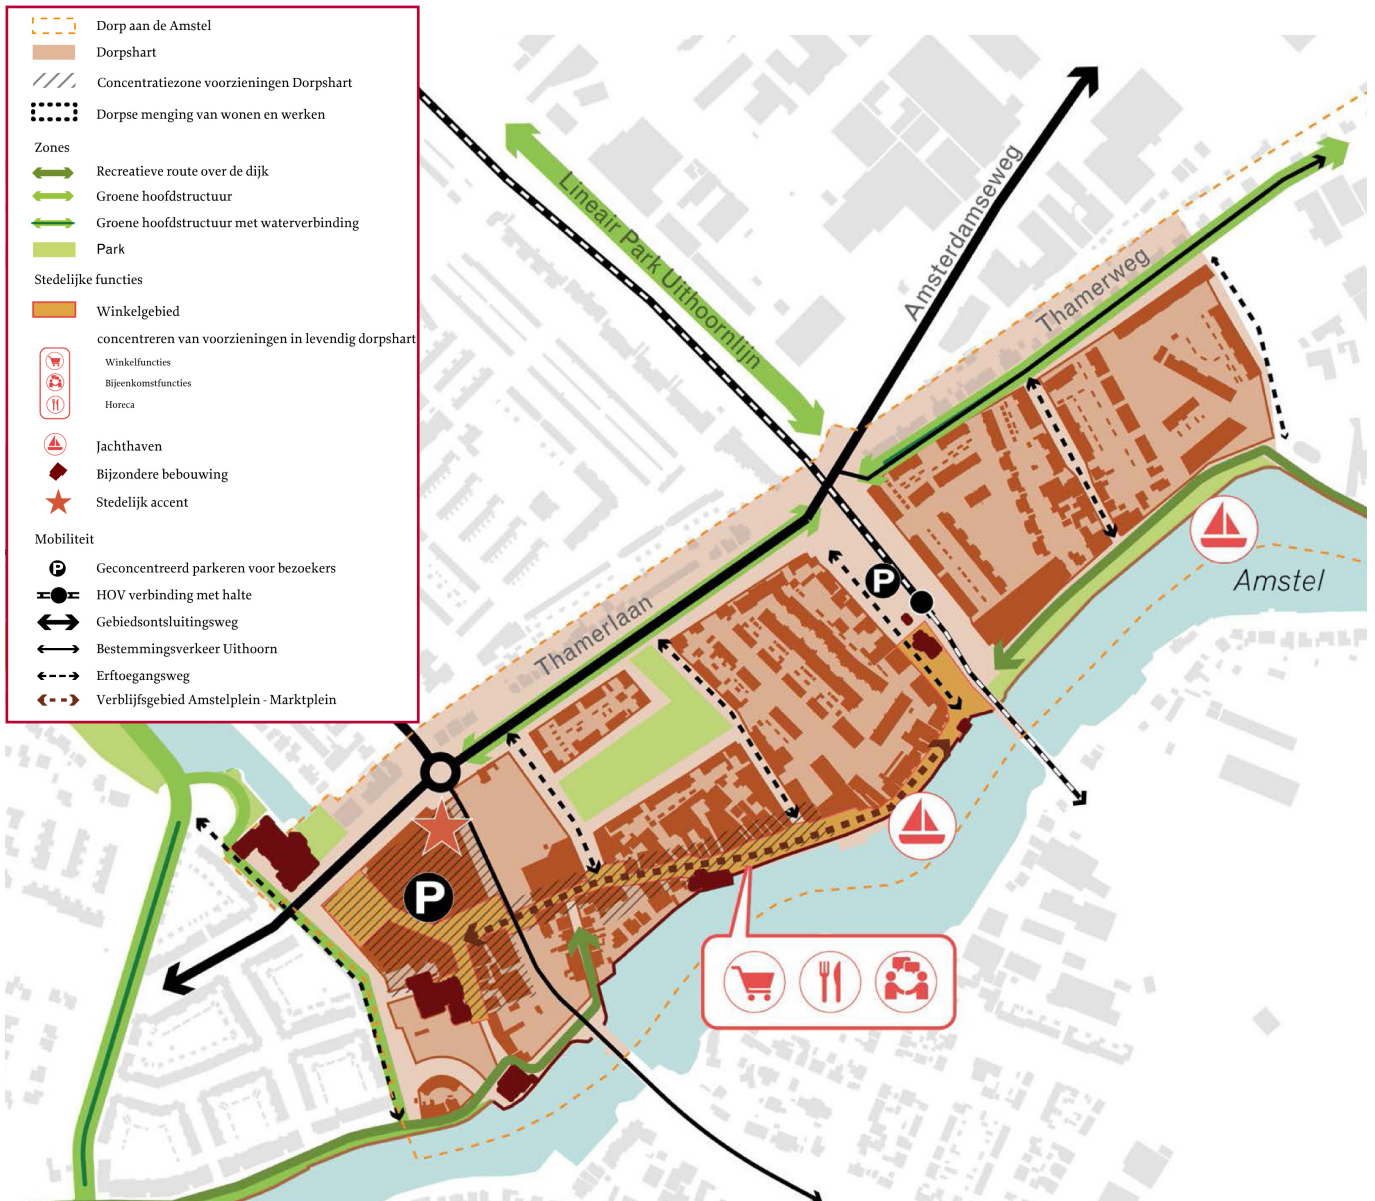 Dorp aan de Amstel
Dorpshart
Concentratiezone voorzieningen Dorpshart
Dorpse menging van wonen en werken
Zones
Recreatieve route over de dijk
Groene hoofdstructuur
Groene hoofdstructuur met waterverbinding
Park
Stedelijke functies
Winkelgebied
concentreren van voorzieningen in levendig dorpshart
Winkelfuncties
Bijeenkomstfuncties
Horeca
Jachthaven
Bijzondere bebouwing
Stedelijk accent
Mobiliteit
P Geconcentreerd parkeren voor bezoekers
HOV verbinding met halte
Gebiedsontsluitingsweg
Bestemmingsverkeer Uithoorn
Erftoegangsweg
Verblijfsgebied Amstelplein - Marktplein
Lineair Park Uithoornlijn
Amsterdamseweg
Thamerweg
Thamerlaan
Amstel
P
P